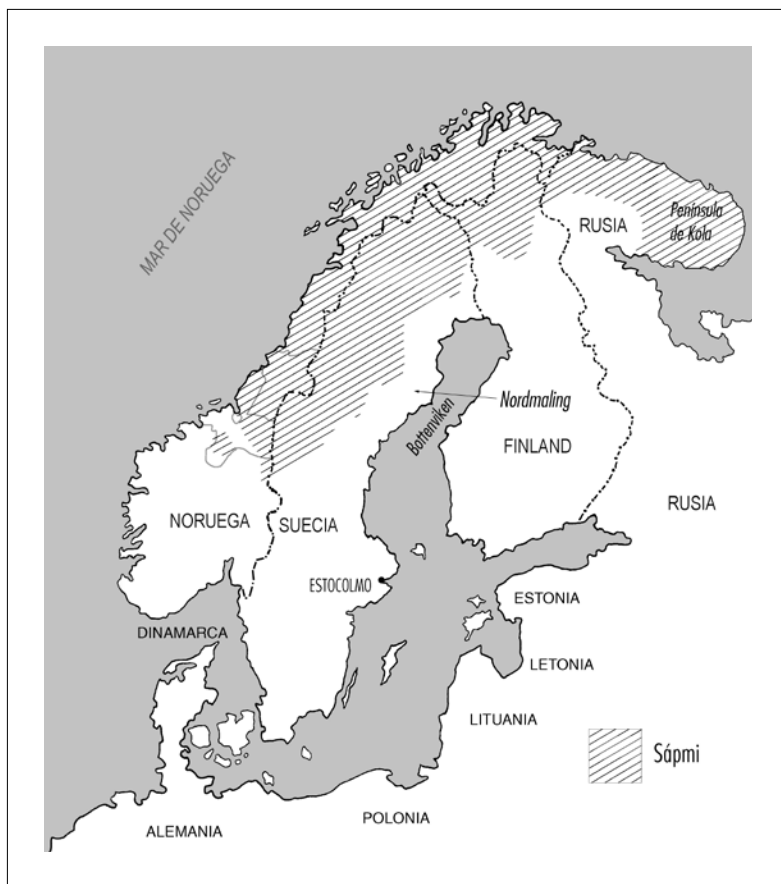 MAR DE NORUEGA
RUSIA
Península
de Kola
Nordmaling
Bottenviken
FINLAND
NORUEGA
SUECIA
RUSIA
ESTOCOLMO
ESTONIA
DINAMARCA
LETONIA
LITUANIA
Sápmi
POLONIA
ALEMANIA